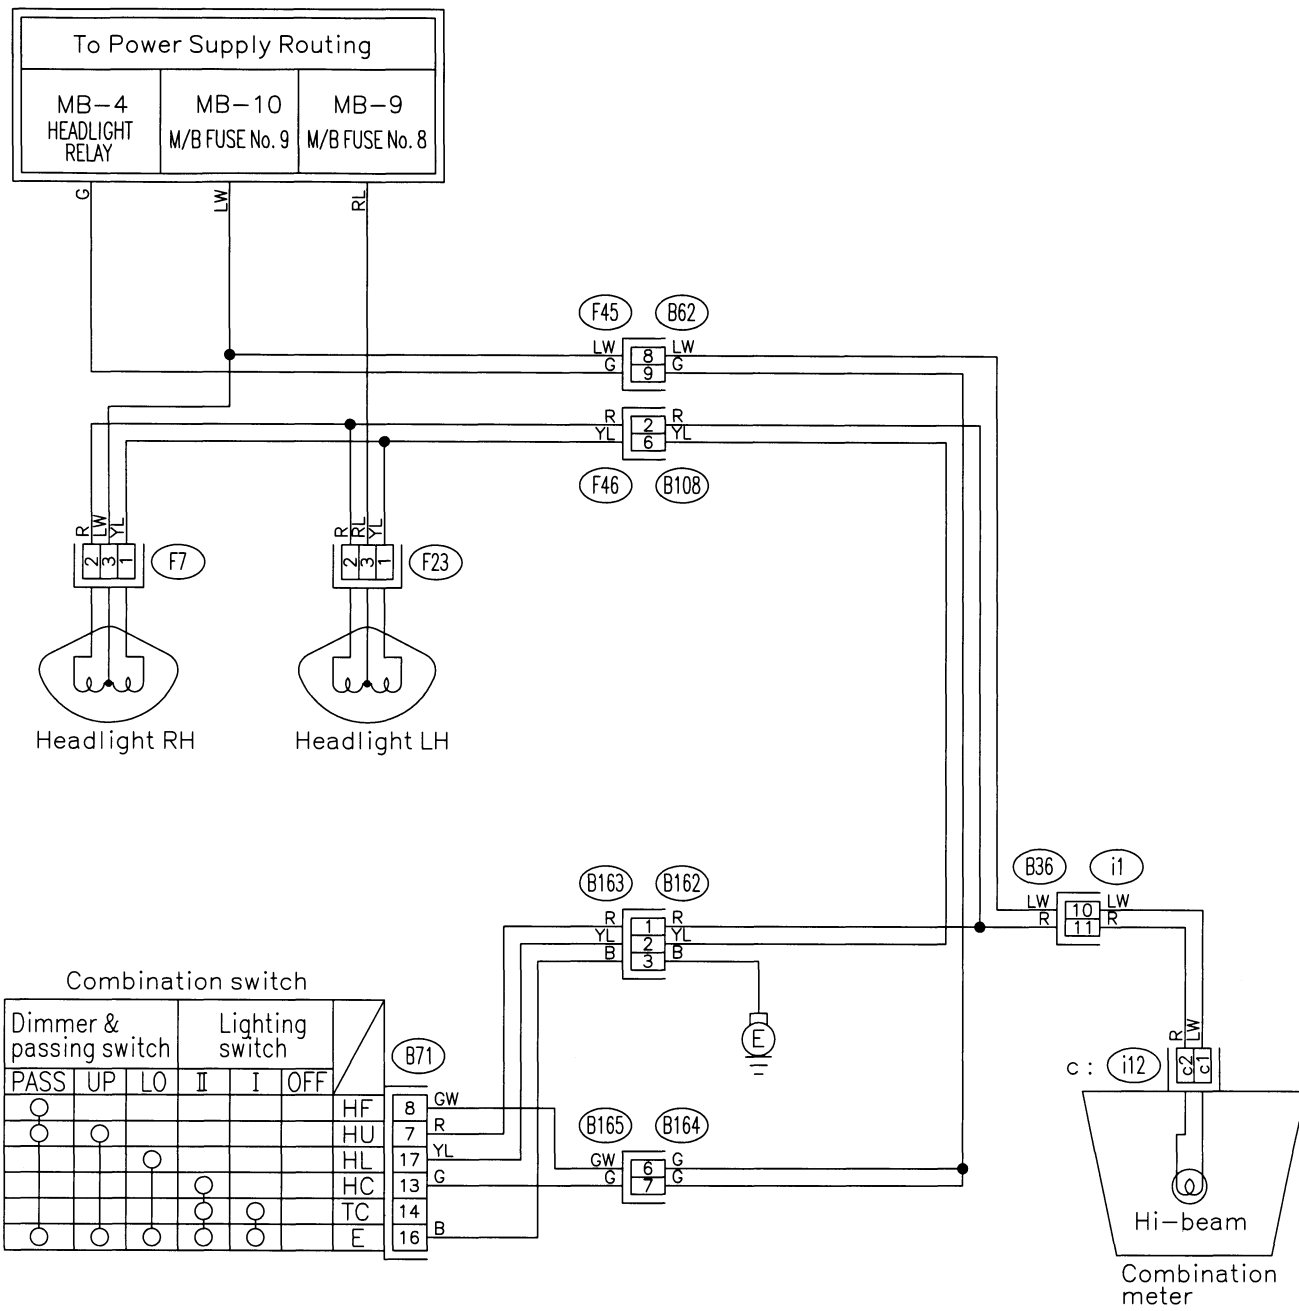 To Power Supply Routing
MB-4
HEADLIGHT
RELAY
MB-10
M/B FUSE No. 9
MB-9
M/B FUSE No. 8
G
LW
RL
F45
B62
LW
8
LW
G
9
G
R
2
R
YL
6
YL
F46
B108
R
LW
YL
2
3
1
F7
R
RL
YL
2
3
1
F23
Headlight RH
Headlight LH
B36
i1
LW
10
LW
R
11
R
B163
B162
R
1
R
YL
2
YL
B
3
B
E
R
LW
c :
i12
c2
c1
Hi-beam
Combination
meter
Combination switch
Dimmer &
passing switch
Lighting
switch
PASS
UP
LO
II
I
OFF
B71
HF
8
GW
HU
7
R
HL
17
YL
HC
13
G
TC
14
E
16
B
B165
B164
GW
6
G
G
7
G